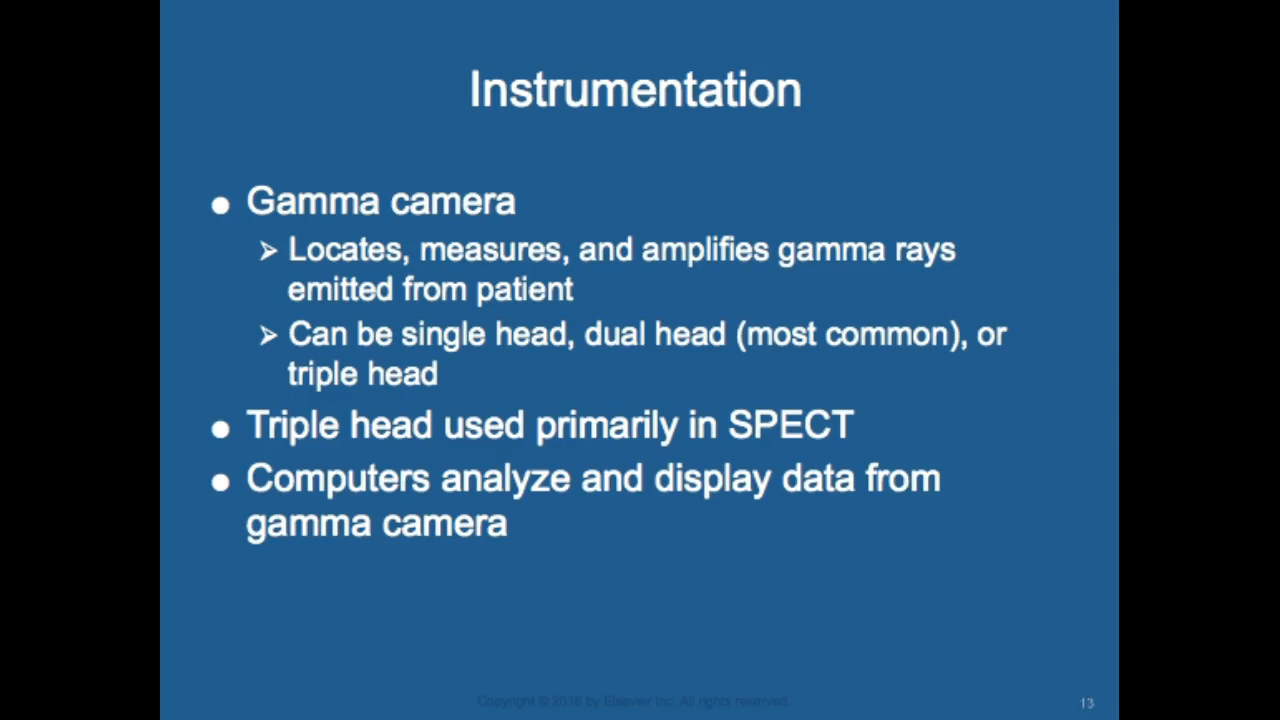 Instrumentation
● Gamma camera
➢ Locates, measures, and amplifies gamma rays
emitted from patient
➢ Can be single head, dual head (most common), or
triple head
● Triple head used primarily in SPECT
● Computers analyze and display data from
gamma camera
Copyright © 2016 by Elsevier Inc. All rights reserved.
13